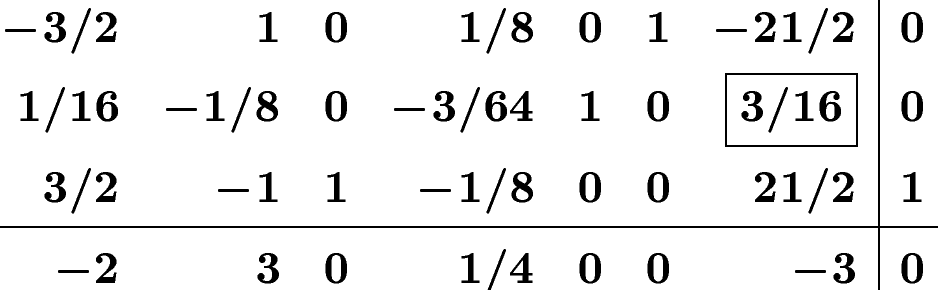 −3/2 1 0 1/8 0 1 −21/2 0
1/16 −1/8 0 −3/64 1 0 3/16 0
3/2 −1 1 −1/8 0 0 21/2 1
−2 3 0 1/4 0 0 −3 0